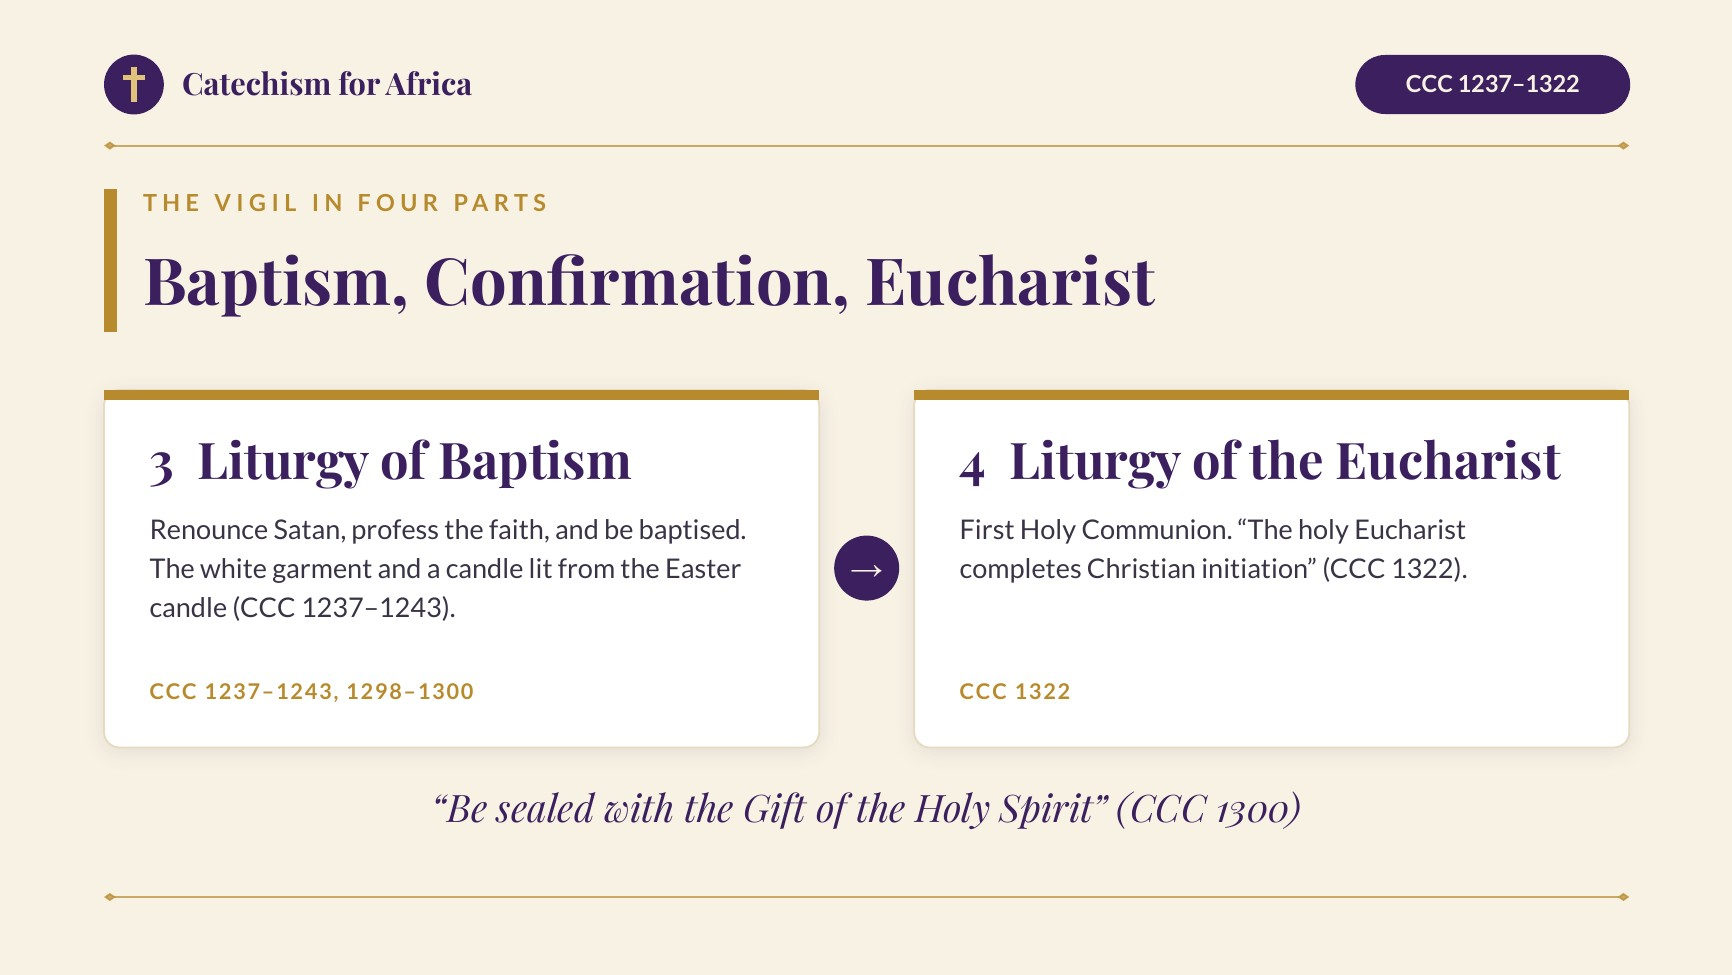 Catechism for Africa
CCC 1237–1322
THE VIGIL IN FOUR PARTS
Baptism, Confirmation, Eucharist
3 Liturgy of Baptism
Renounce Satan, profess the faith, and be baptised.
The white garment and a candle lit from the Easter
candle (CCC 1237–1243).
CCC 1237–1243, 1298–1300
→
4 Liturgy of the Eucharist
First Holy Communion. “The holy Eucharist
completes Christian initiation” (CCC 1322).
CCC 1322
“Be sealed with the Gift of the Holy Spirit” (CCC 1300)